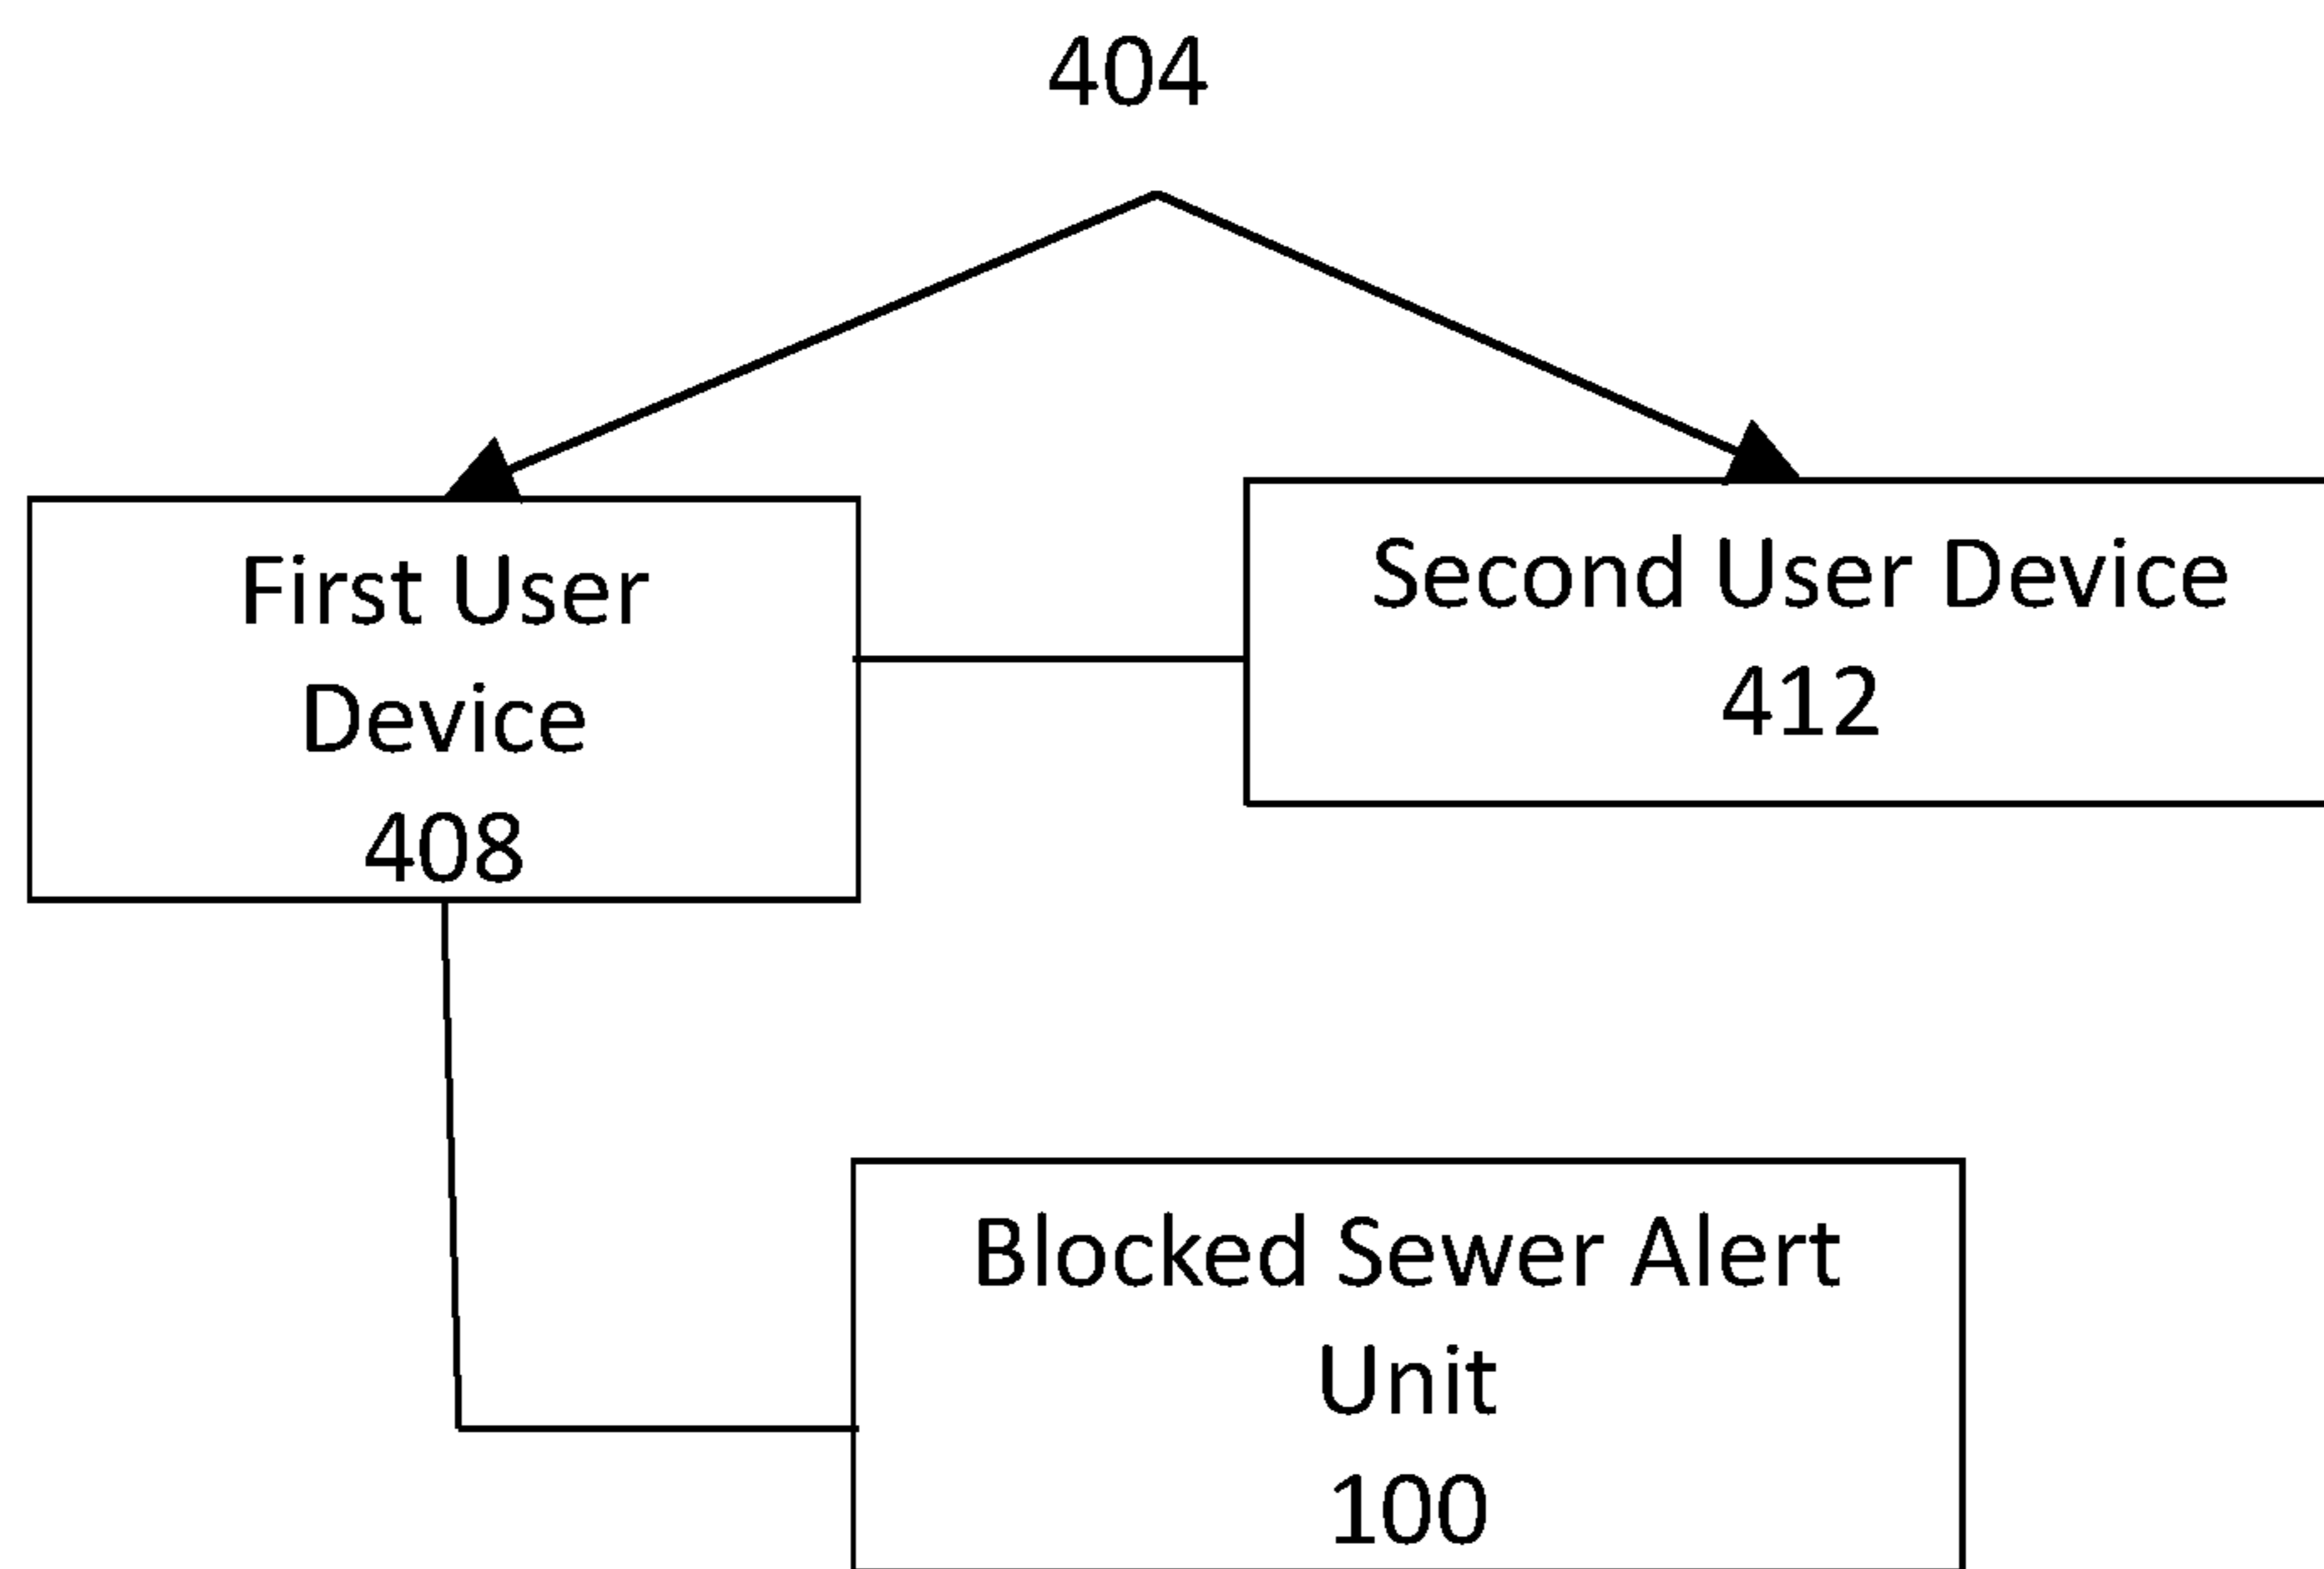 404
First User
Device
408
Second User Device
412
Blocked Sewer Alert
Unit
100